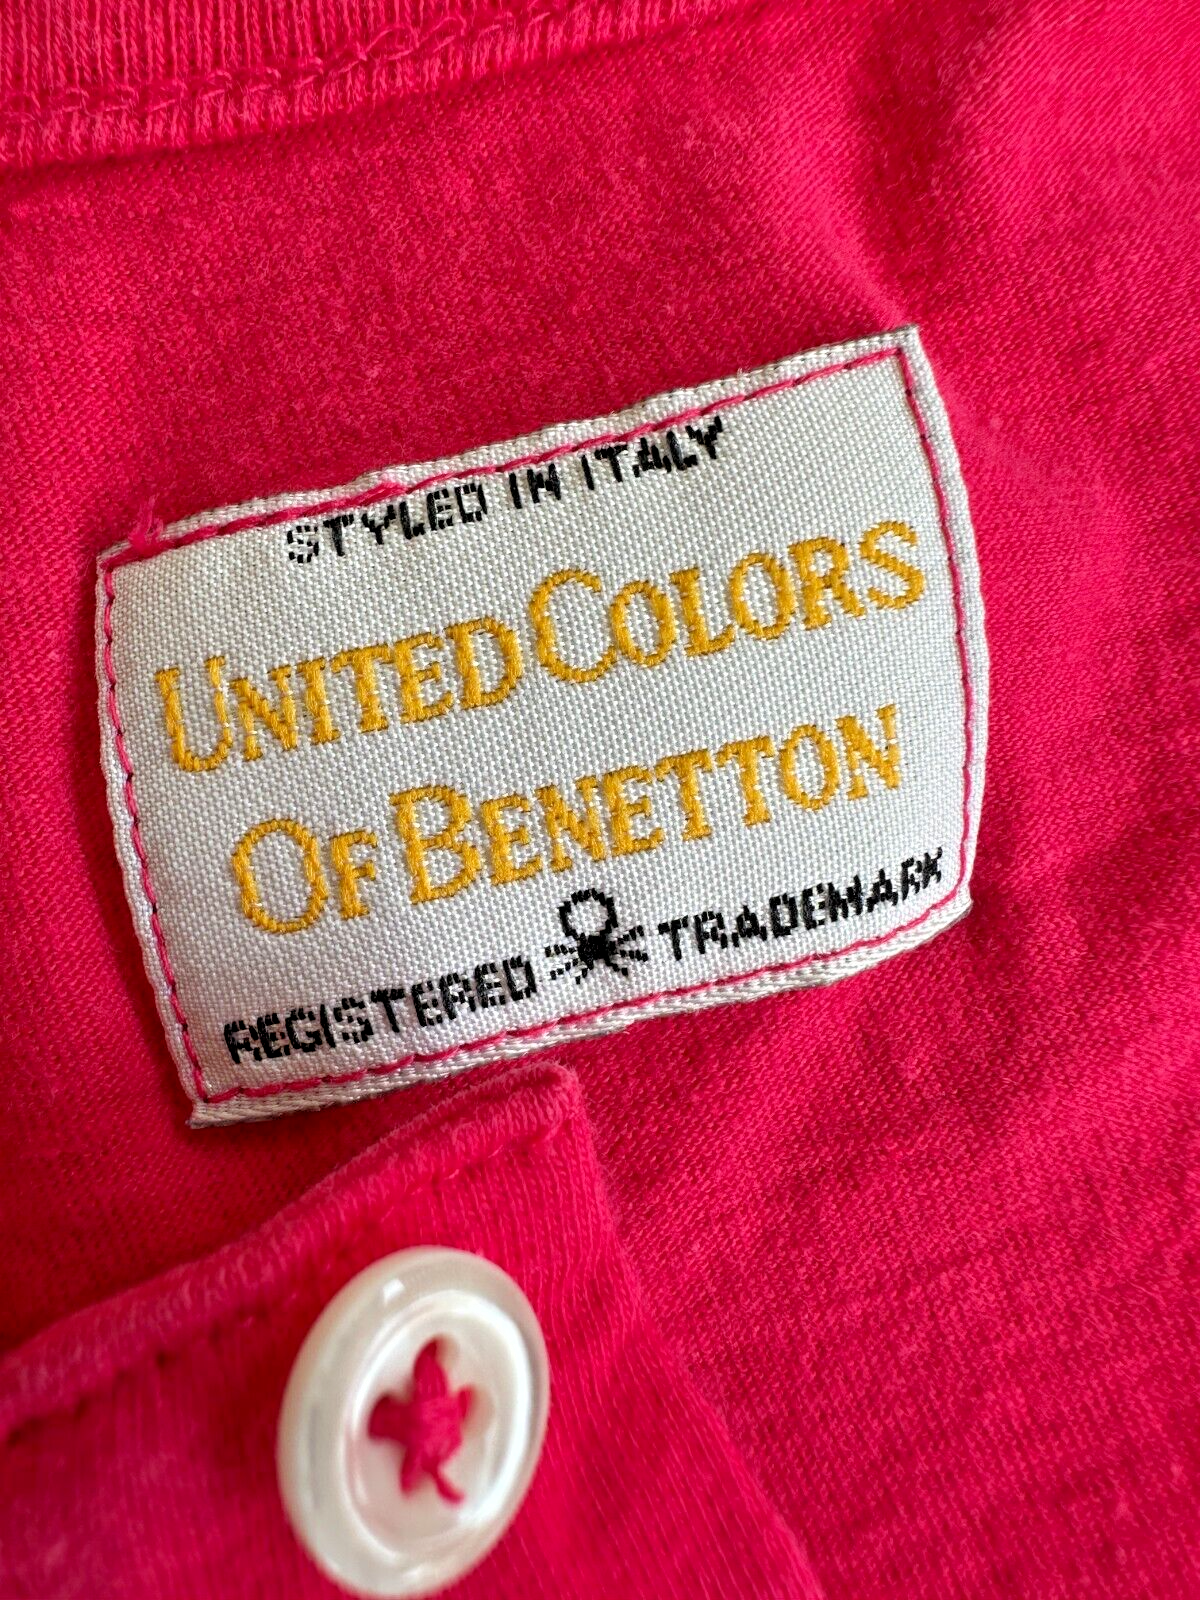 STYLED IN ITALY
UNITED COLORS
OF BENETTON
REGISTERED TRADEMARK